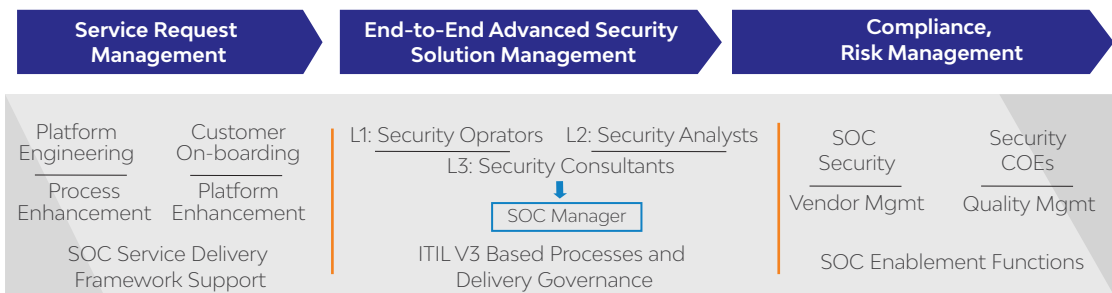 Service Request
Management
End-to-End Advanced Security
Solution Management
Compliance,
Risk Management
Platform
Engineering
Customer
On-boarding
Process
Enhancement
Platform
Enhancement
SOC Service Delivery
Framework Support
L1: Security Oprators
L2: Security Analysts
L3: Security Consultants
SOC Manager
ITIL V3 Based Processes and
Delivery Governance
SOC
Security
Security
COEs
Vendor Mgmt
Quality Mgmt
SOC Enablement Functions